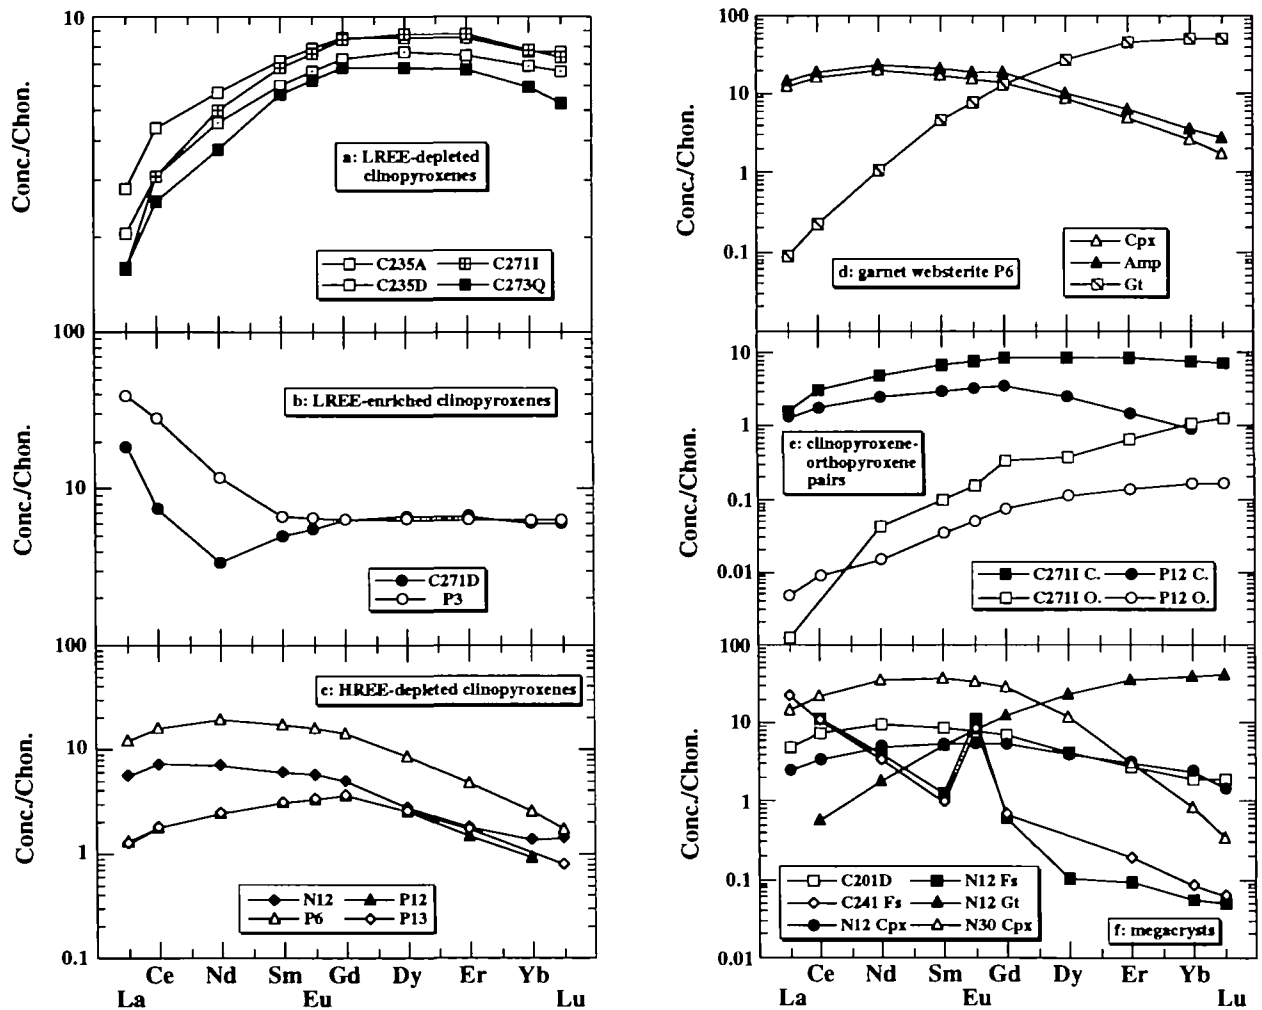 10
Conc./Chon.
a: LREE-depleted
clinopyroxenes
C235A C271I
C235D C273Q
100
Conc./Chon.
b: LREE-enriched clinopyroxenes
10
C271D
P3
100
Conc./Chon.
c: HREE-depleted clinopyroxenes
10
1
N12 P12
P6 P13
0.1
Ce Nd Sm Gd Dy Er Yb
La Eu Lu
100
Conc./Chon.
10
1
0.1
Cpx
Amp
Gt
d: garnet websterite P6
10
Conc./Chon.
1
e: clinopyroxene-
orthopyroxene
pairs
0.1
0.01
C271I C. P12 C.
C271I O. P12 O.
100
Conc./Chon.
10
1
0.1
C201D N12 Fs
C241 Fs N12 Gt
N12 Cpx N30 Cpx
f: megacrysts
0.01
Ce Nd Sm Gd Dy Er Yb
La Eu Lu